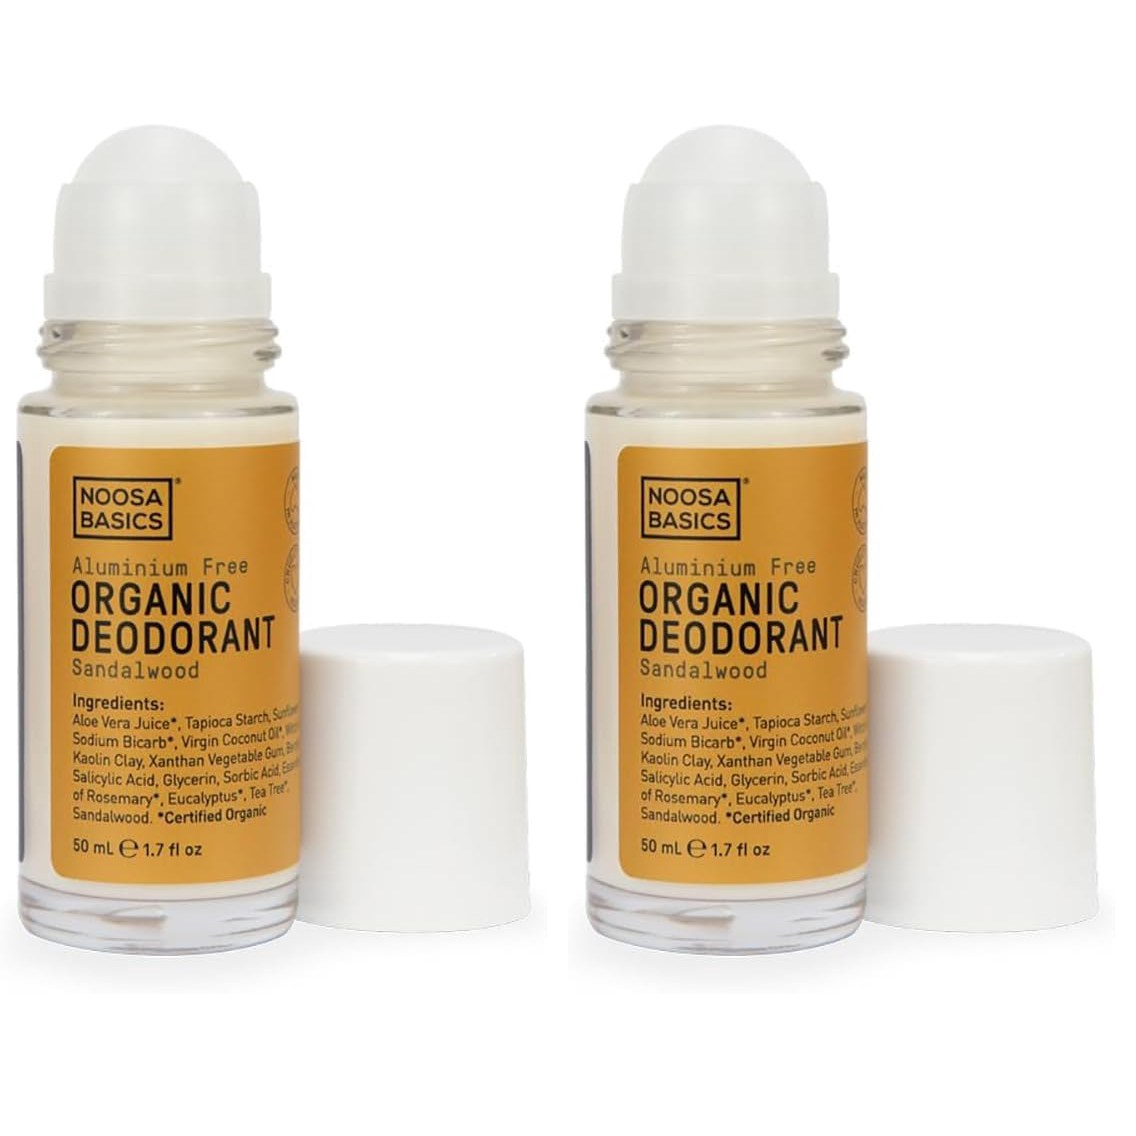 NOOSA
BASICS®
Aluminium Free
ORGANIC
DEODORANT
Sandalwood
Ingredients:
Aloe Vera Juice*, Tapioca Starch,
Sodium Bicarb*, Virgin Coconut Oil*,
Kaolin Clay, Xanthan Vegetable Gum,
Salicylic Acid, Glycerin, Sorbic Acid,
of Rosemary*, Eucalyptus*, Tea Tree*,
Sandalwood. *Certified Organic
50 mL ℮ 1.7 fl oz
NOOSA
BASICS®
Aluminium Free
ORGANIC
DEODORANT
Sandalwood
Ingredients:
Aloe Vera Juice*, Tapioca Starch,
Sodium Bicarb*, Virgin Coconut Oil*,
Kaolin Clay, Xanthan Vegetable Gum,
Salicylic Acid, Glycerin, Sorbic Acid,
of Rosemary*, Eucalyptus*, Tea Tree*,
Sandalwood. *Certified Organic
50 mL ℮ 1.7 fl oz